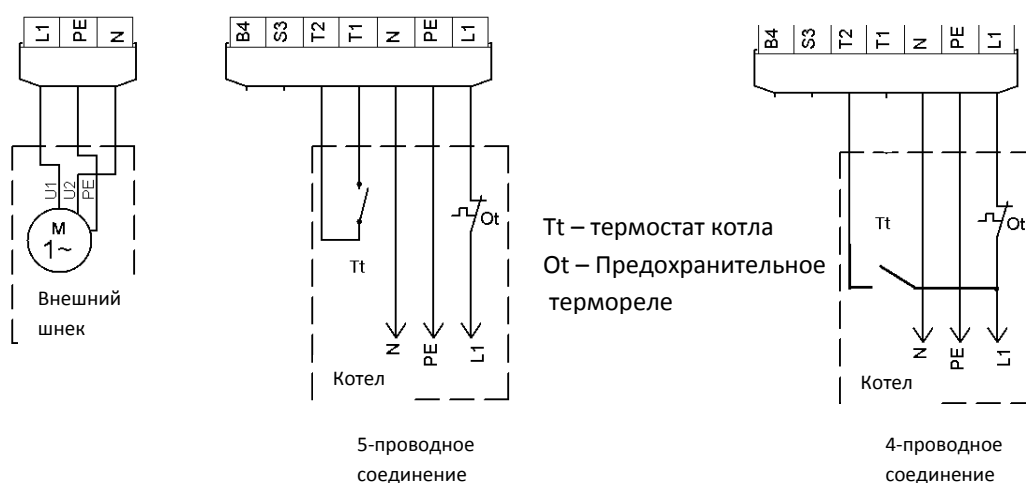 L1 PE N
B4 S3 T2 T1 N PE L1
B4 S3 T2 T1 N PE L1
U1 U2 PE
M
1~
Внешний
шнек
Tt
Ot
N PE L1
Котел
Tt – термостат котла
Ot – Предохранительное
термореле
Tt
Ot
N PE L1
Котел
5-проводное
соединение
4-проводное
соединение